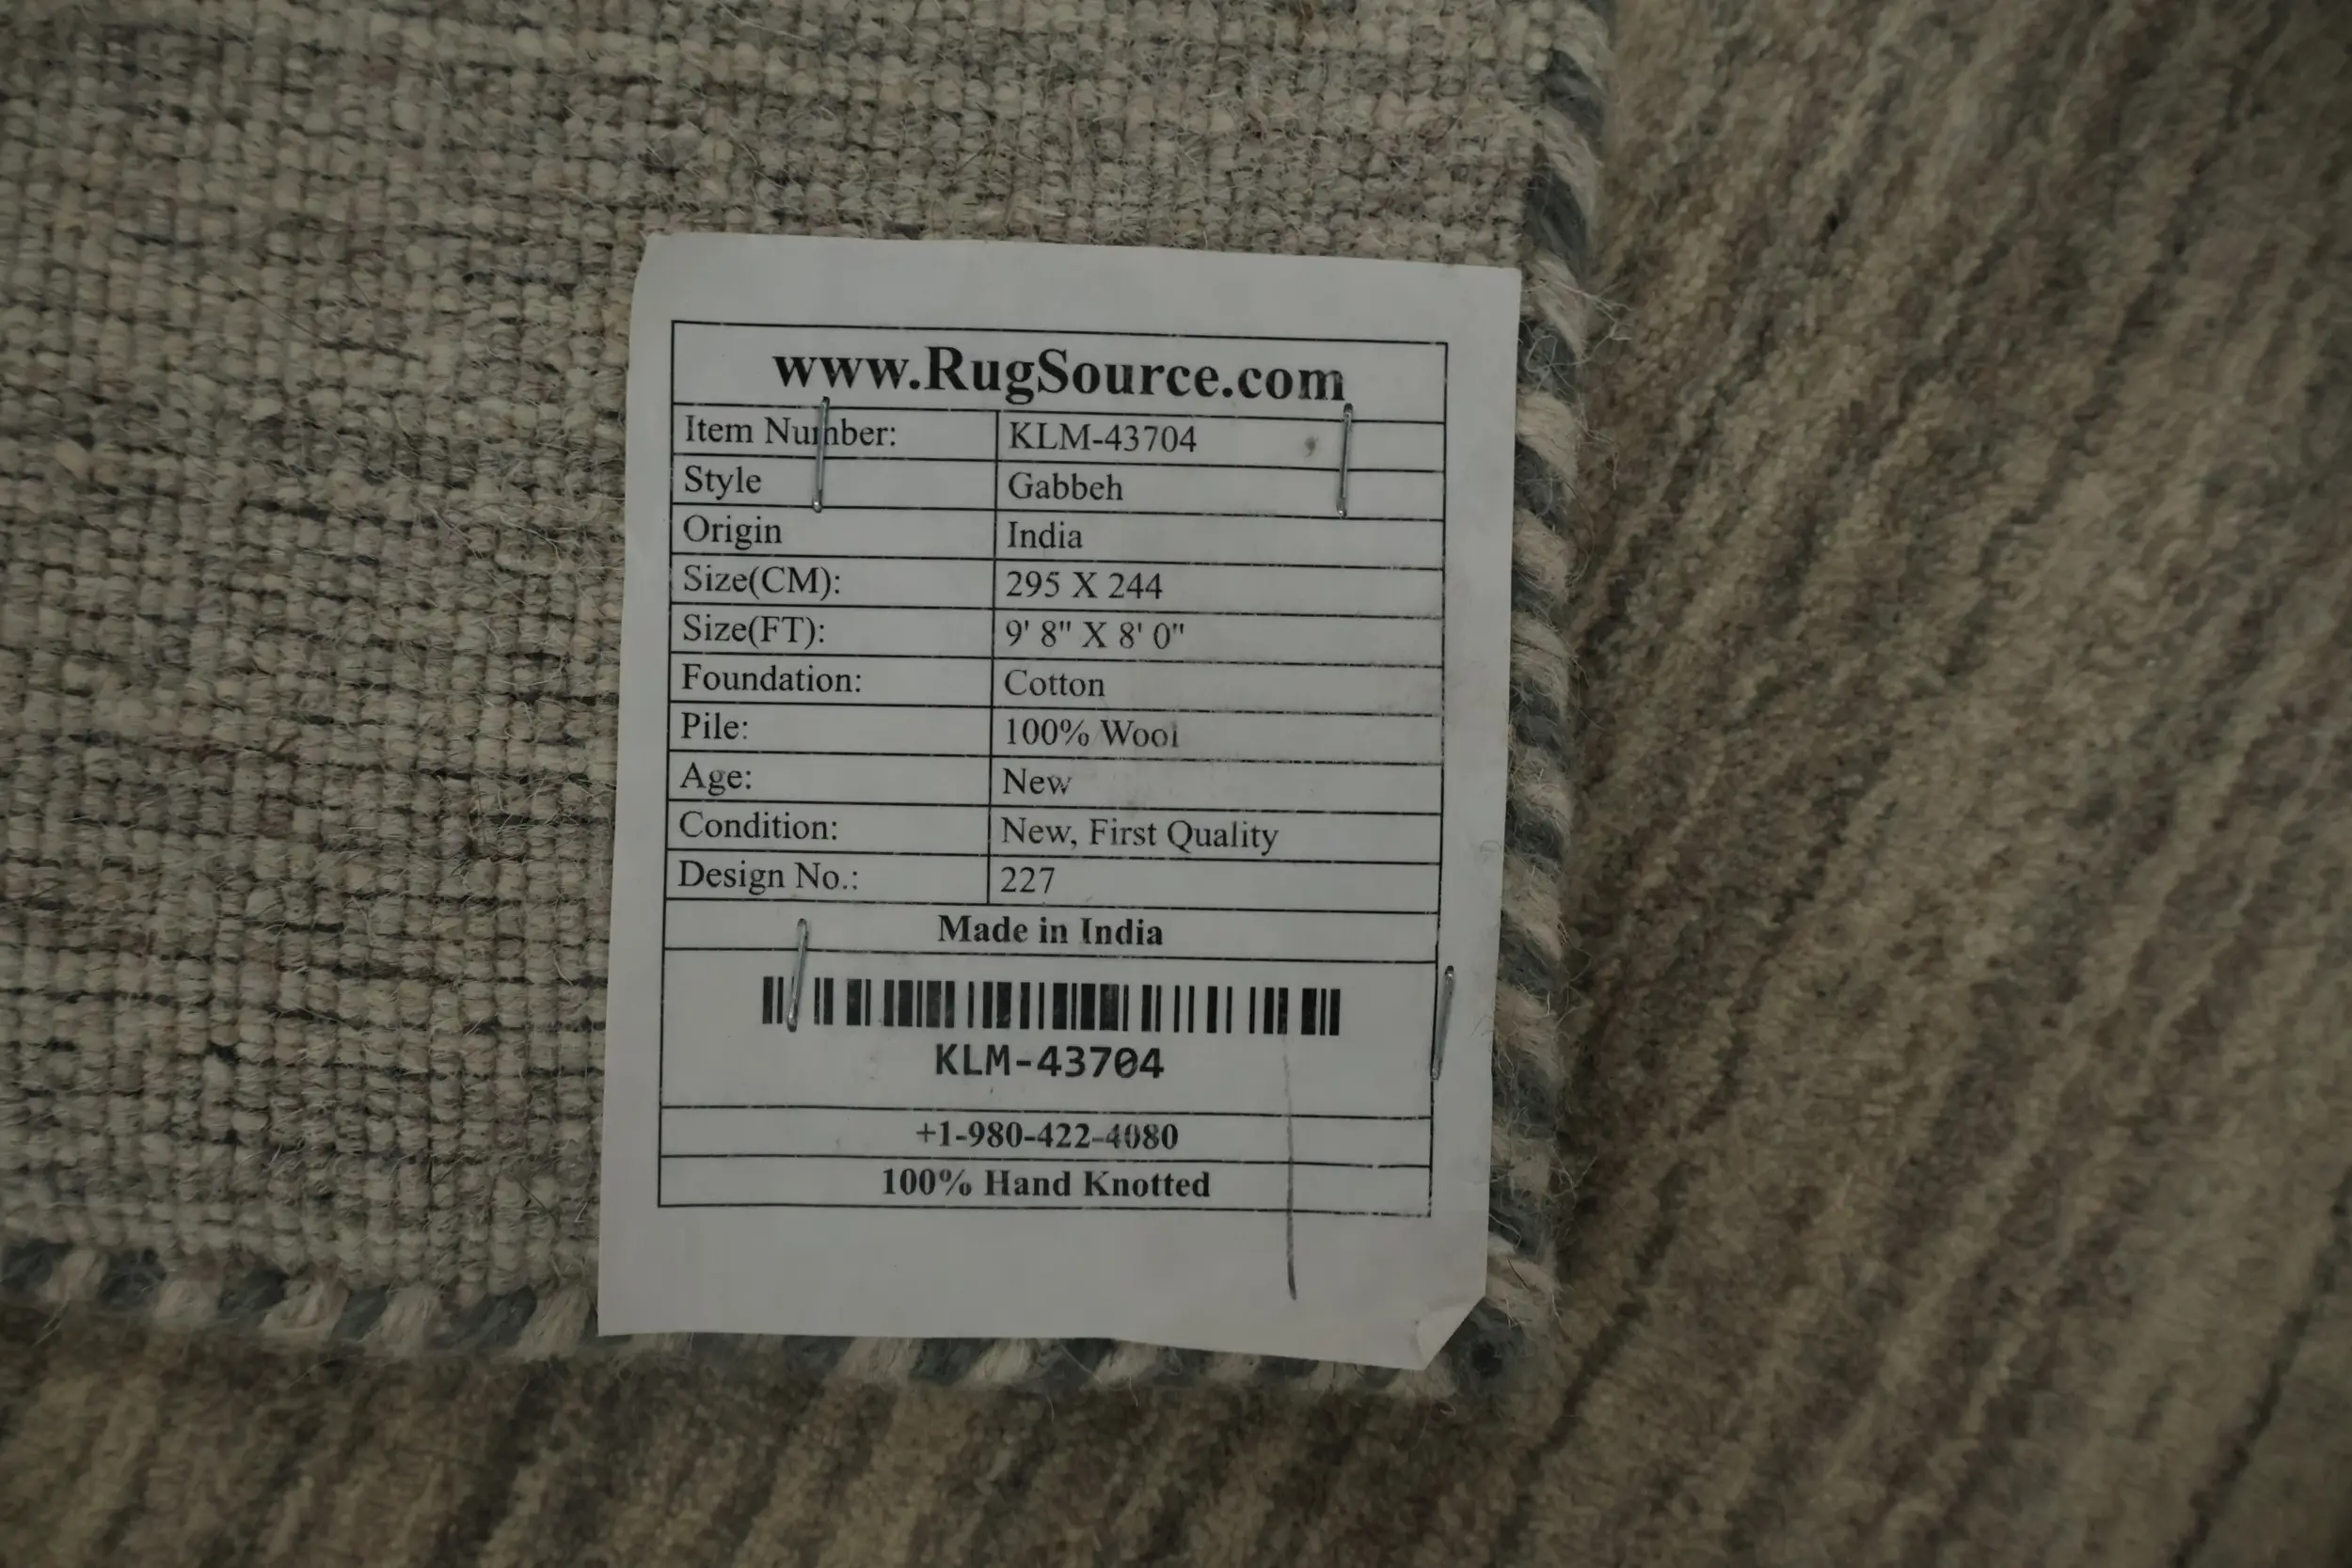 www.RugSource.com
Item Number: KLM-43704
Style Gabbeh
Origin India
Size(CM): 295 X 244
Size(FT): 9' 8" X 8' 0"
Foundation: Cotton
Pile: 100% Wool
Age: New
Condition: New, First Quality
Design No.: 227
Made in India
KLM-43704
+1-980-422-4080
100% Hand Knotted